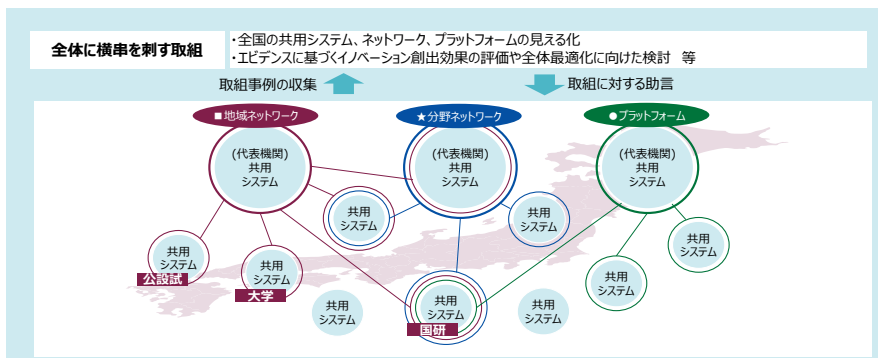 全体に横串を刺す取組
・全国の共用システム、ネットワーク、プラットフォームの見える化
・エビデンスに基づくイノベーション創出効果の評価や全体最適化に向けた検討　等
取組事例の収集
取組に対する助言
■地域ネットワーク
★分野ネットワーク
●プラットフォーム
(代表機関)
共用
システム
(代表機関)
共用
システム
(代表機関)
共用
システム
共用
システム
共用
システム
共用
システム
公設試
共用
システム
大学
共用
システム
共用
システム
共用
システム
共用
システム
国研
共用
システム